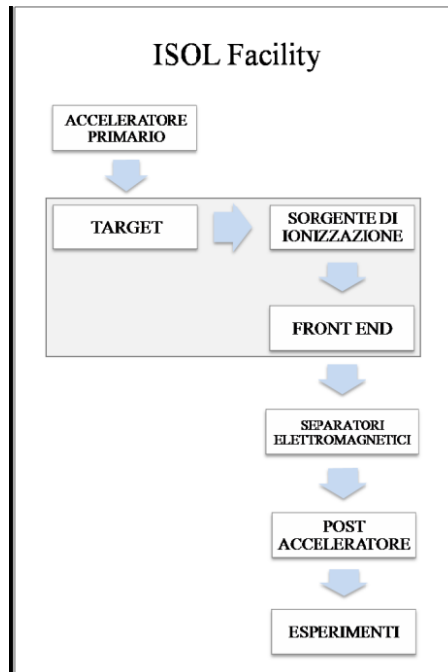 ISOL Facility
ACCELERATORE
PRIMARIO
TARGET
SORGENTE DI
IONIZZAZIONE
FRONT END
SEPARATORI
ELETTROMAGNETICI
POST
ACCELERATORE
ESPERIMENTI